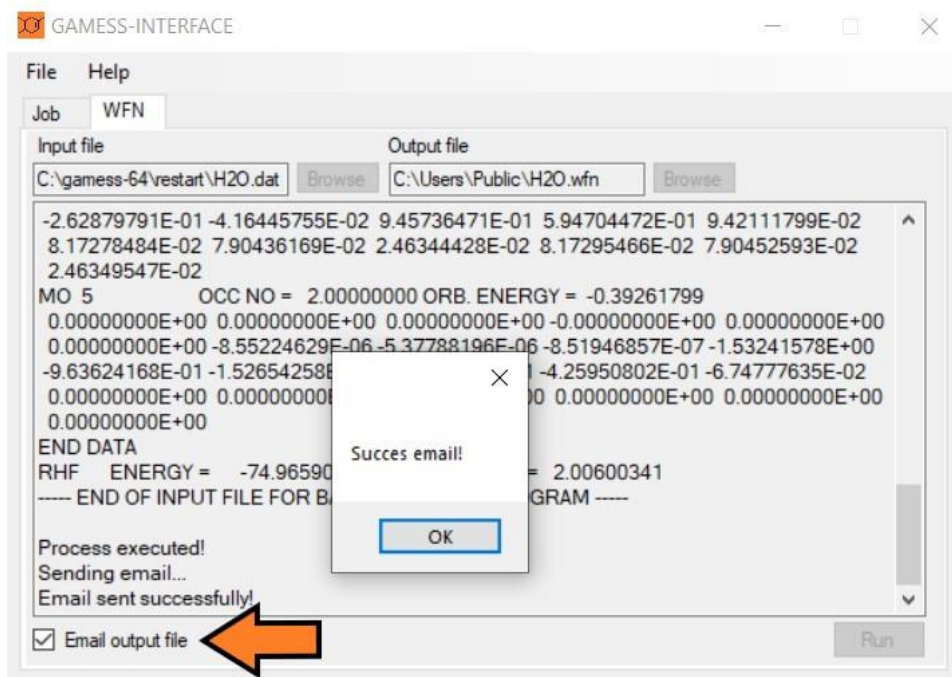 GAMESS-INTERFACE
File Help
Job WFN
Input file Output file
C:\gamess-64\restart\H2O.dat Browse C:\Users\Public\H2O.wfn Browse
-2.62879791E-01 -4.16445755E-02 9.45736471E-01 5.94704472E-01 9.42111799E-02
8.17278484E-02 7.90436169E-02 2.46344428E-02 8.17295466E-02 7.90452593E-02
2.46349547E-02
MO 5 OCC NO = 2.00000000 ORB. ENERGY = -0.39261799
0.00000000E+00 0.00000000E+00 0.00000000E+00 -0.00000000E+00 0.00000000E+00
0.00000000E+00 -8.55224629E-06 -5.37788196E-06 -8.51946857E-07 -1.53241578E+00
-9.63624168E-01 -1.52654258E -4.25950802E-01 -6.74777635E-02
0.00000000E+00 0.00000000E 0.00000000E+00 0.00000000E+00
0.00000000E+00
END DATA
RHF ENERGY = -74.96590 = 2.00600341
----- END OF INPUT FILE FOR GRAM -----
Succes email!
OK
Process executed!
Sending email...
Email sent successfully!
Email output file Run